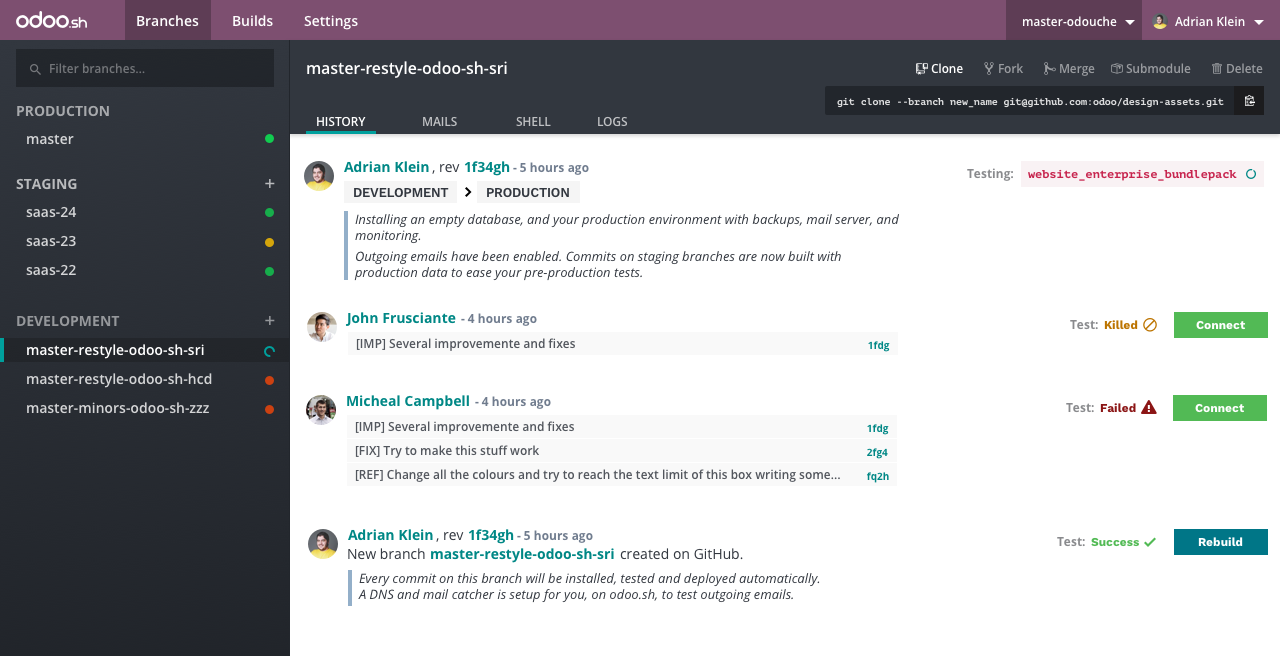 odoo.sh Branches Builds Settings master-odouche Adrian Klein
Filter branches...
PRODUCTION
master
STAGING +
saas-24
saas-23
saas-22
DEVELOPMENT +
master-restyle-odoo-sh-sri
master-restyle-odoo-sh-hcd
master-minors-odoo-sh-zzz
master-restyle-odoo-sh-sri
Clone Fork Merge Submodule Delete
git clone --branch new_name git@github.com:odoo/design-assets.git
HISTORY MAILS SHELL LOGS
Adrian Klein, rev 1f34gh - 5 hours ago
Testing: website_enterprise_bundlepack
DEVELOPMENT > PRODUCTION
Installing an empty database, and your production environment with backups, mail server, and
monitoring.
Outgoing emails have been enabled. Commits on staging branches are now built with
production data to ease your pre-production tests.
John Frusciante - 4 hours ago
Test: Killed Connect
[IMP] Several improvemente and fixes 1fdg
Micheal Campbell - 4 hours ago
Test: Failed Connect
[IMP] Several improvemente and fixes 1fdg
[FIX] Try to make this stuff work 2fg4
[REF] Change all the colours and try to reach the text limit of this box writing some... fq2h
Adrian Klein, rev 1f34gh - 5 hours ago
Test: Success Rebuild
New branch master-restyle-odoo-sh-sri created on GitHub.
Every commit on this branch will be installed, tested and deployed automatically.
A DNS and mail catcher is setup for you, on odoo.sh, to test outgoing emails.